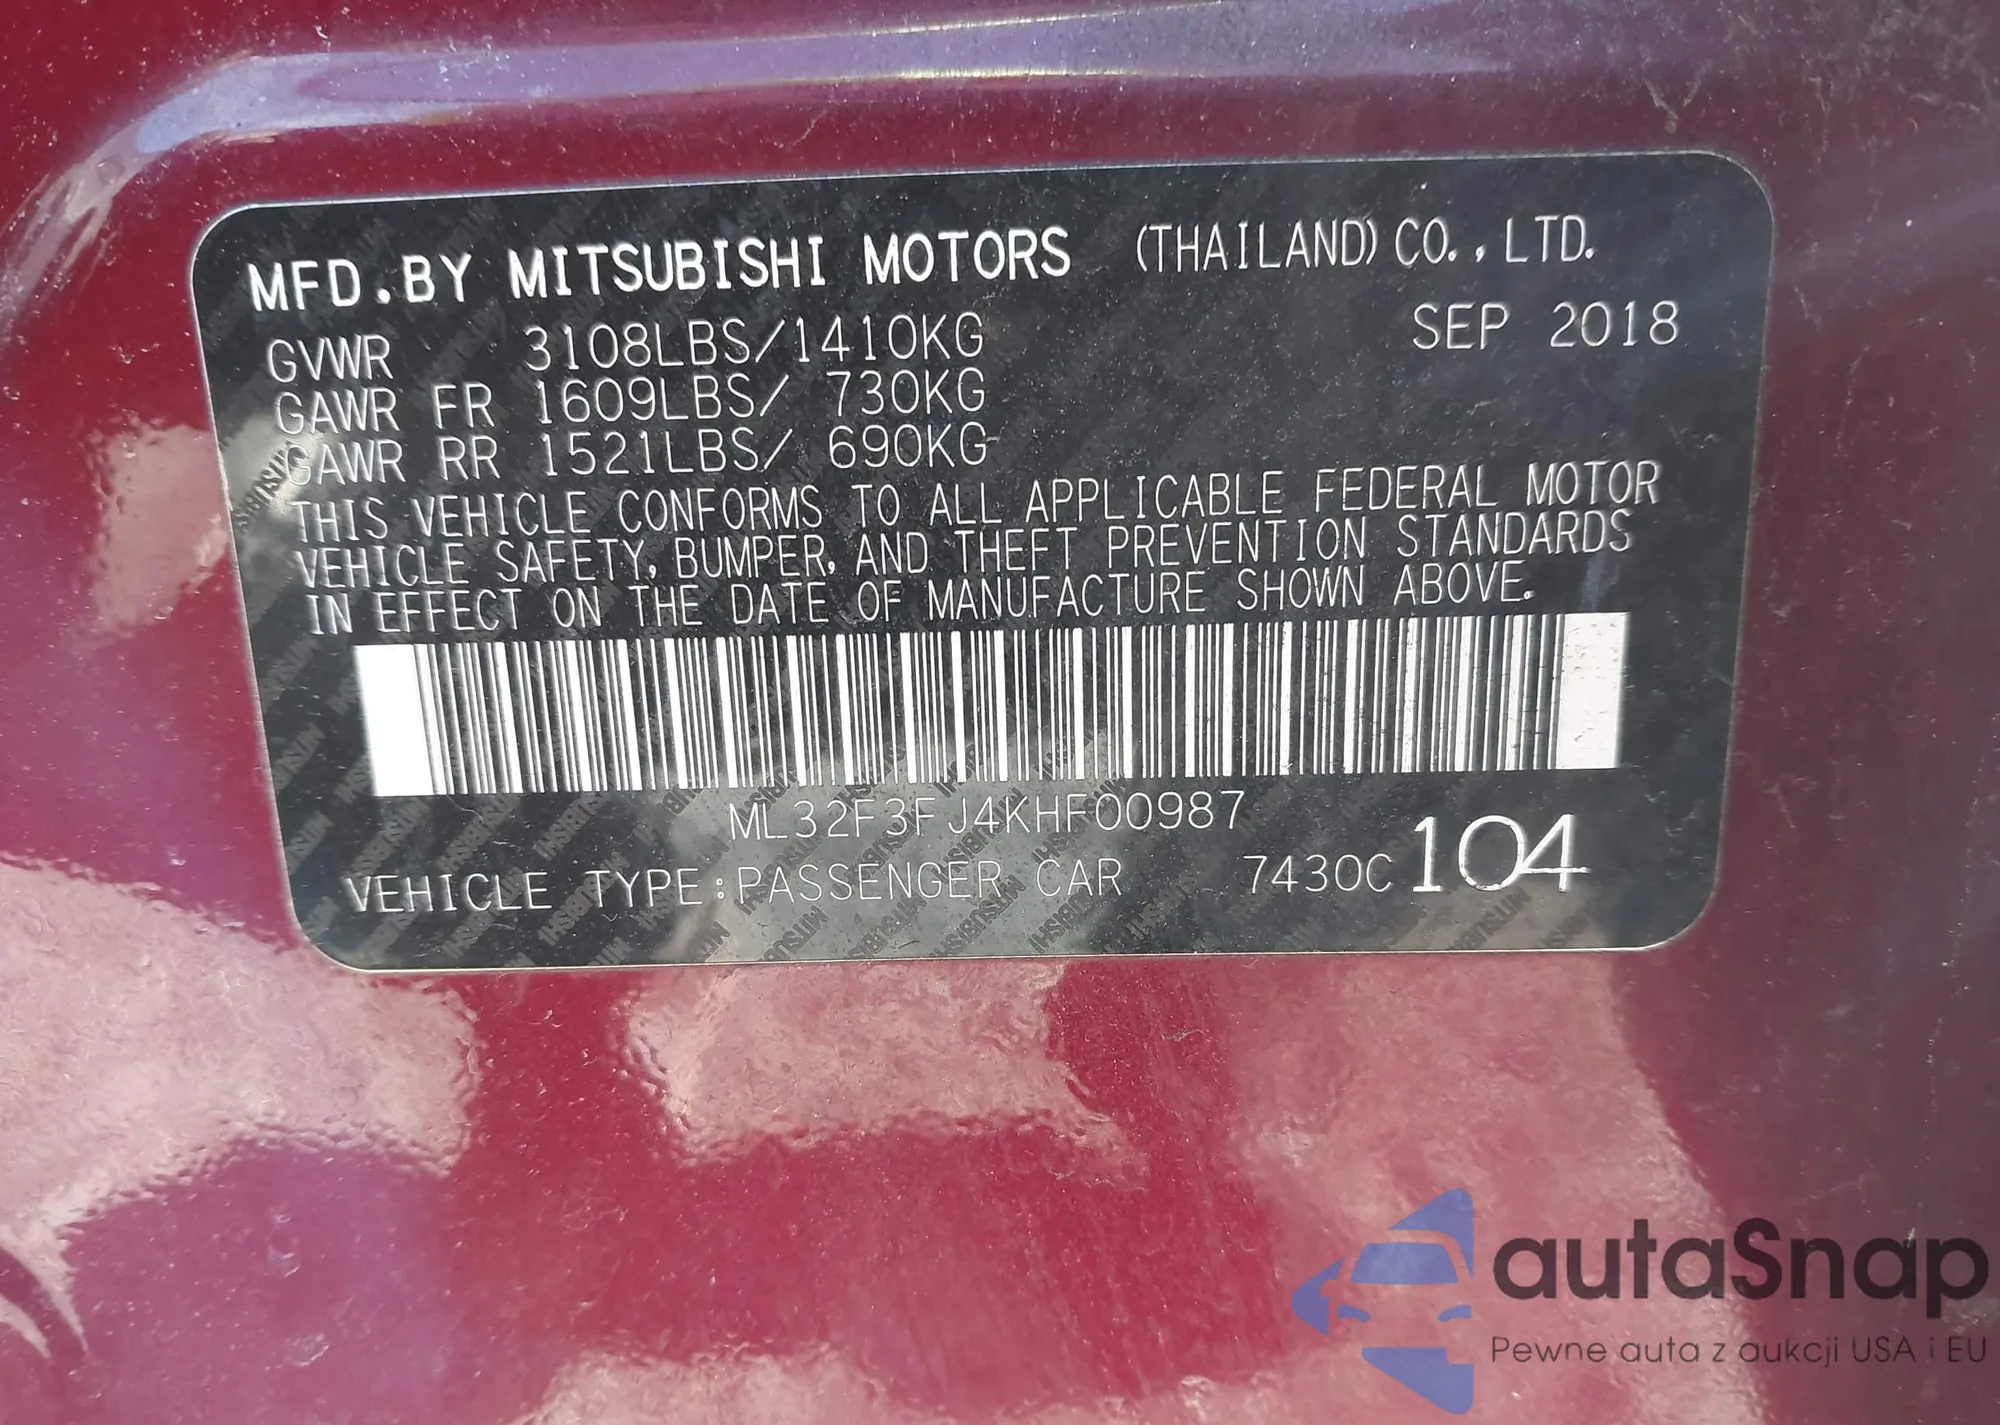 MFD.BY MITSUBISHI MOTORS (THAILAND) CO., LTD.
SEP 2018
GVWR 3108LBS/1410KG
GAWR FR 1609LBS/ 730KG
GAWR RR 1521LBS/ 690KG
THIS VEHICLE CONFORMS TO ALL APPLICABLE FEDERAL MOTOR
VEHICLE SAFETY, BUMPER, AND THEFT PREVENTION STANDARDS
IN EFFECT ON THE DATE OF MANUFACTURE SHOWN ABOVE.
ML32F3FJ4KHF00987
VEHICLE TYPE:PASSENGER CAR 7430C 104
autaSnap
Pewne auta z aukcji USA i EU